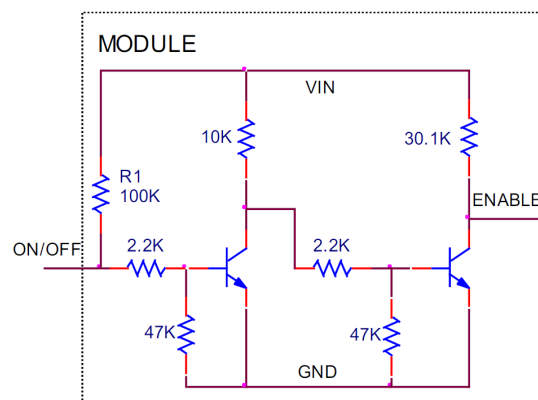 MODULE
VIN
10K
30.1K
R1
100K
ENABLE
ON/OFF
2.2K
2.2K
47K
47K
GND